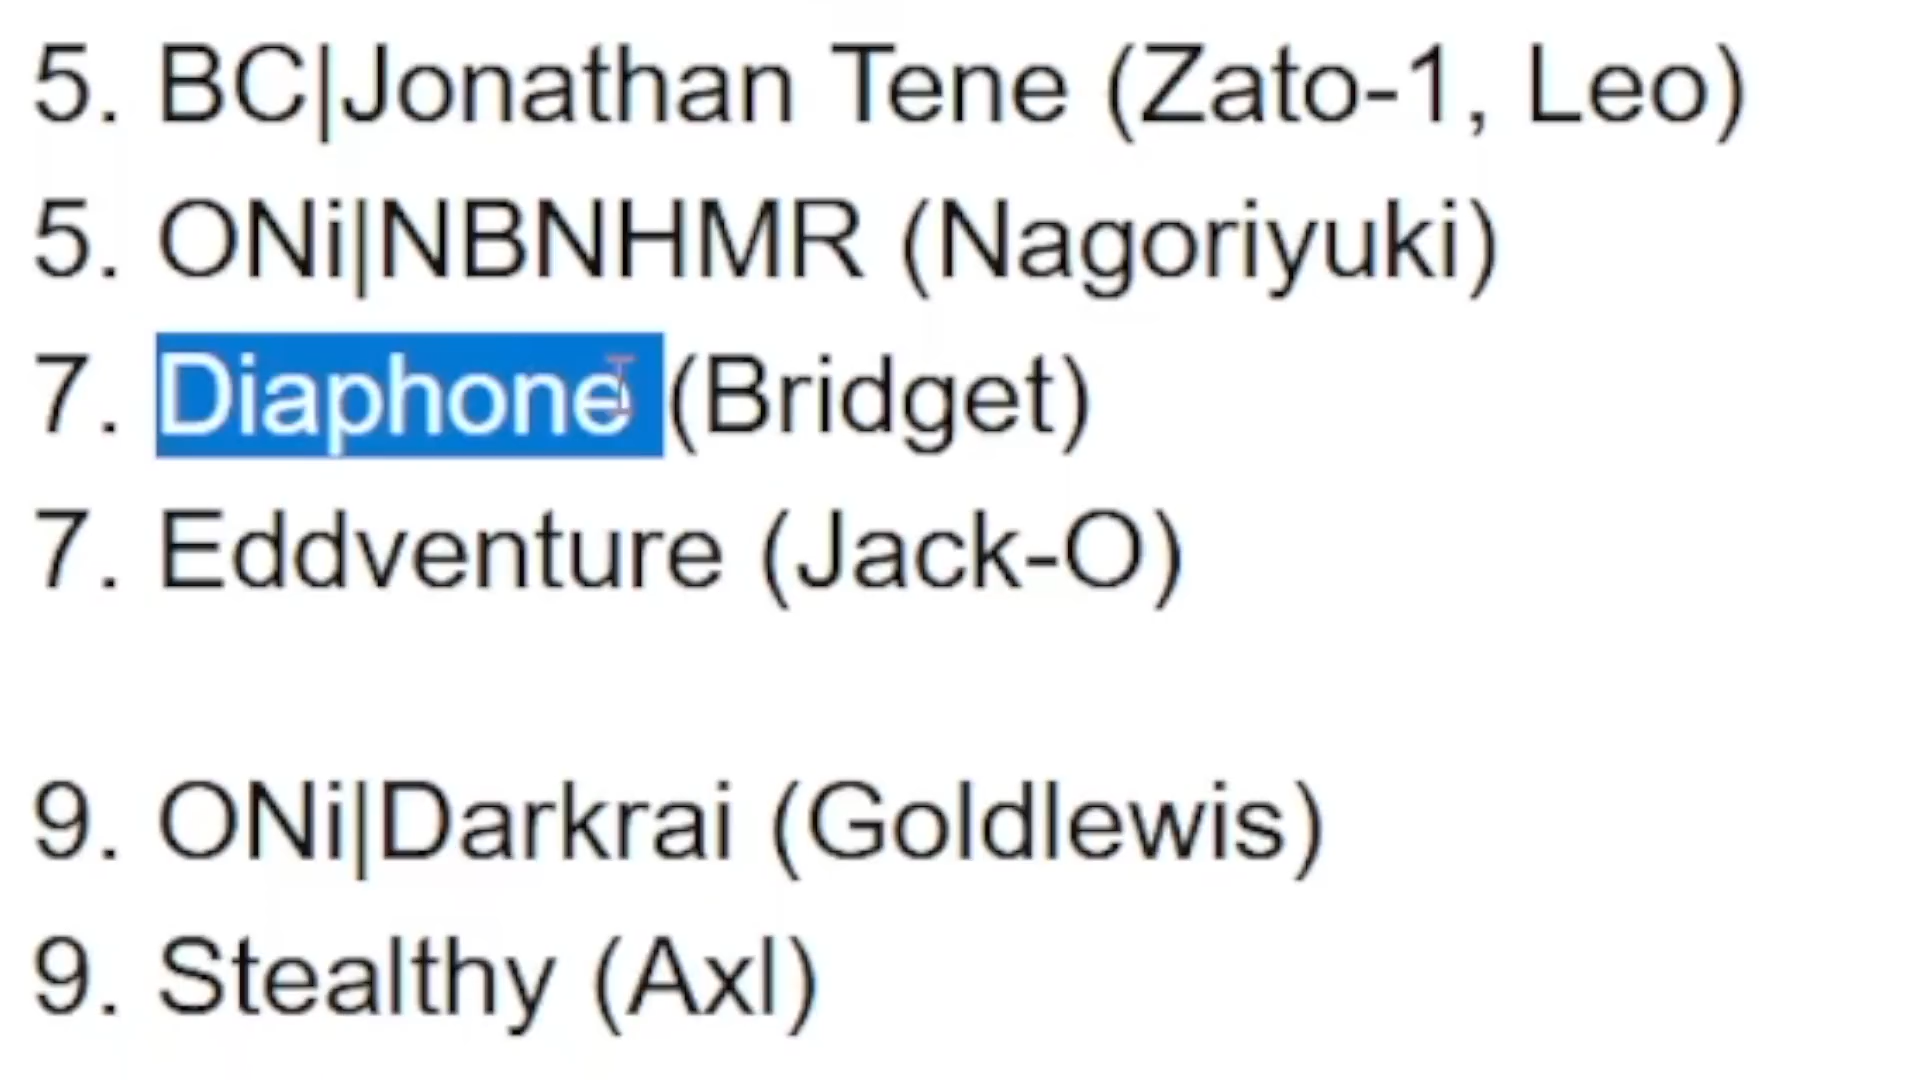 5. BC|Jonathan Tene (Zato-1, Leo)
5. ONi|NBNHMR (Nagoriyuki)
7. Diaphone (Bridget)
7. Eddventure (Jack-O)
9. ONi|Darkrai (Goldlewis)
9. Stealthy (Axl)